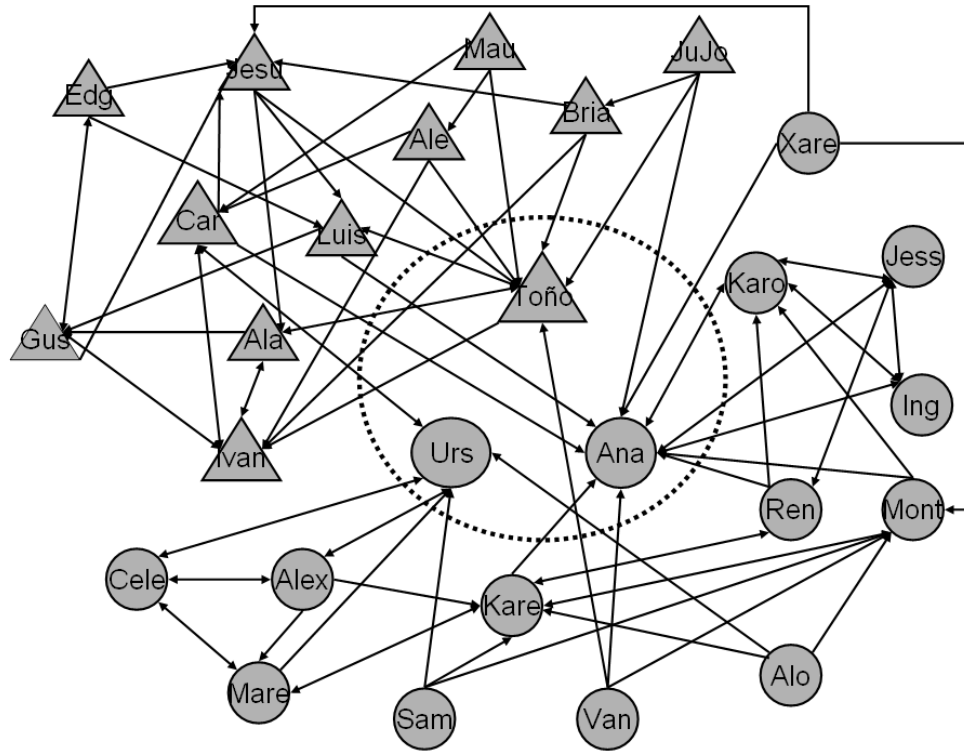 Jesu
Mau
JuJo
Edg
Bria
Ale
Xare
Car
Luis
Jess
Karo
Toño
Gus
Ala
Ing
Ivan
Urs
Ana
Ren
Mont
Cele
Alex
Kare
Mare
Alo
Sam
Van